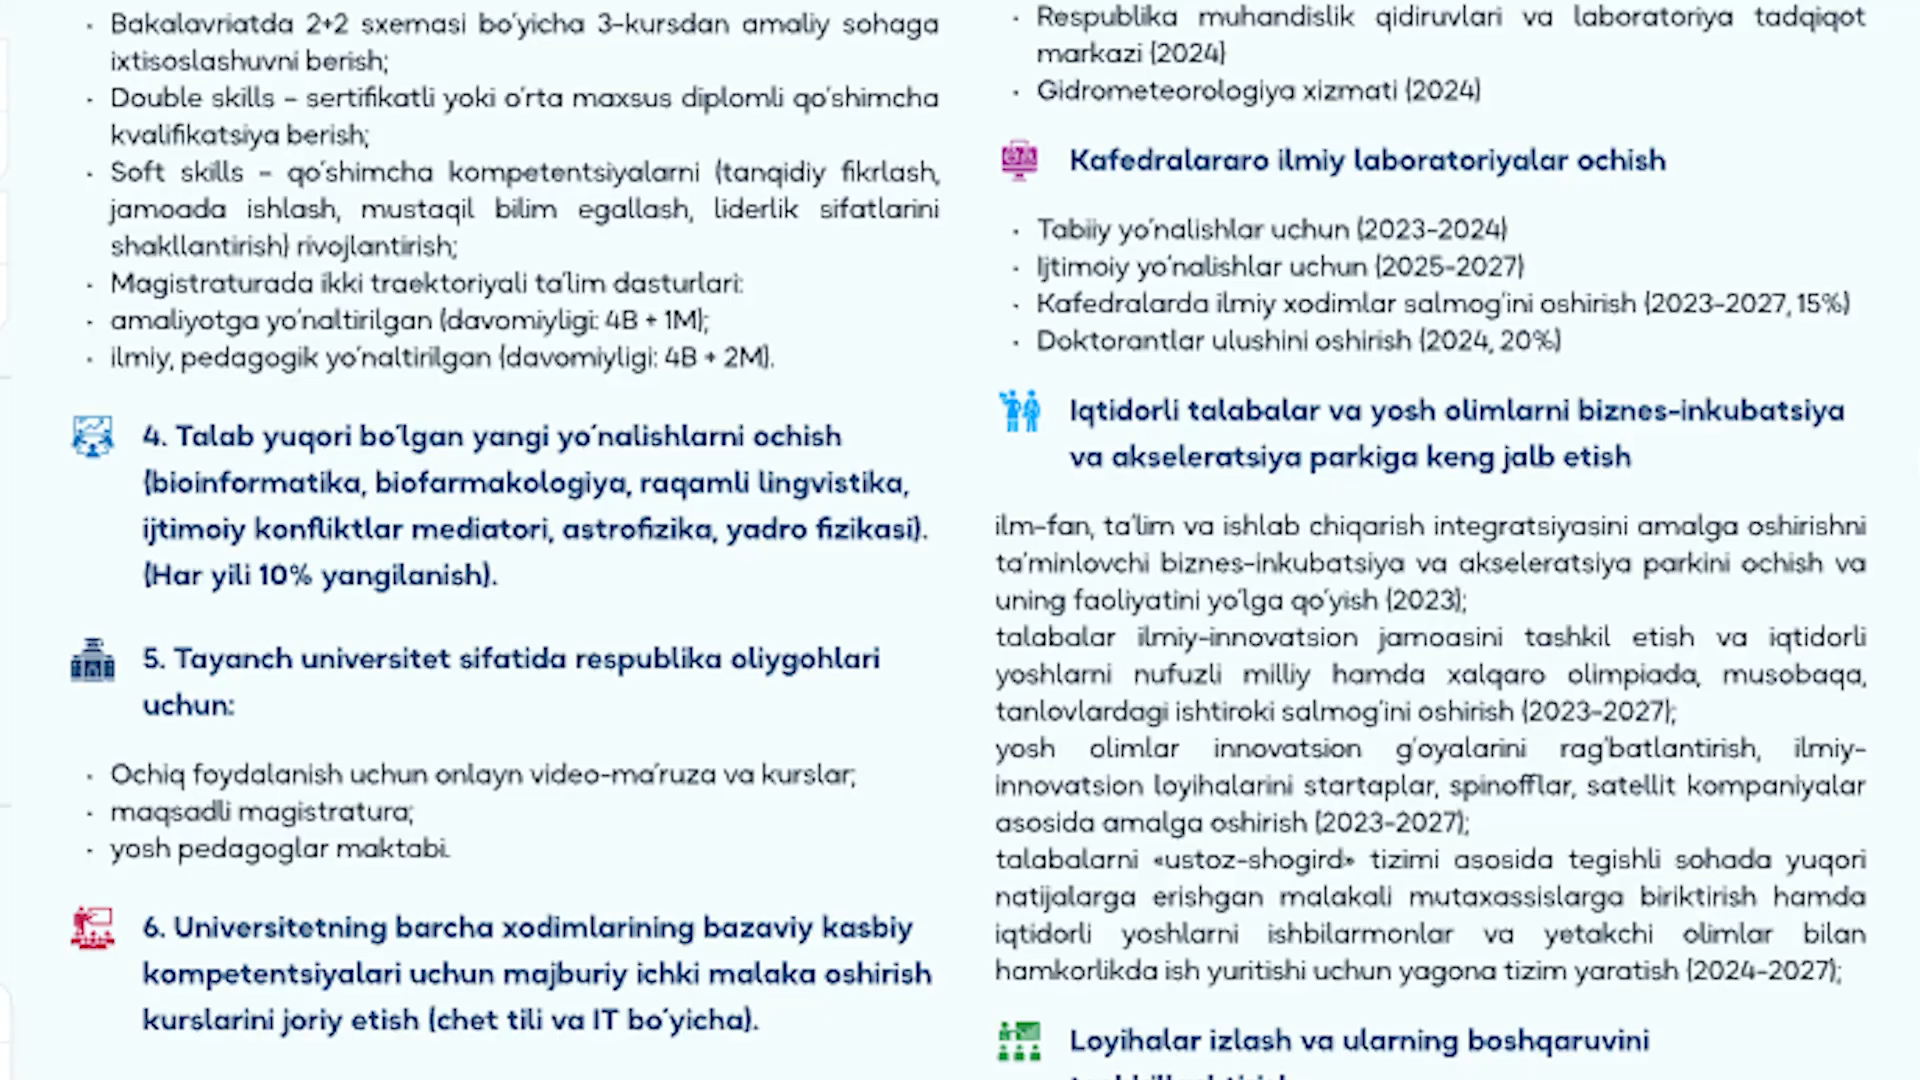 • Bakalavriatda 2+2 sxemasi bo‘yicha 3-kursdan amaliy sohaga
ixtisoslashuvni berish;
• Double skills – sertifikatli yoki o‘rta maxsus diplomli qo‘shimcha
kvalifikatsiya berish;
• Soft skills – qo‘shimcha kompetentsiyalarni (tanqidiy fikrlash,
jamoada ishlash, mustaqil bilim egallash, liderlik sifatlarini
shakllantirish) rivojlantirish;
• Magistraturada ikki traektoriyali ta’lim dasturlari:
• amaliyotga yo‘naltirilgan (davomiyligi: 4B + 1M);
• ilmiy, pedagogik yo‘naltirilgan (davomiyligi: 4B + 2M).
4. Talab yuqori bo‘lgan yangi yo‘nalishlarni ochish
(bioinformatika, biofarmakologiya, raqamli lingvistika,
ijtimoiy konfliktlar mediatori, astrofizika, yadro fizikasi).
(Har yili 10% yangilanish).
5. Tayanch universitet sifatida respublika oliygohlari
uchun:
• Ochiq foydalanish uchun onlayn video-ma’ruza va kurslar;
• maqsadli magistratura;
• yosh pedagoglar maktabi.
6. Universitetning barcha xodimlarining bazaviy kasbiy
kompetentsiyalari uchun majburiy ichki malaka oshirish
kurslarini joriy etish (chet tili va IT bo‘yicha).
• Respublika muhandislik qidiruvlari va laboratoriya tadqiqot
markazi (2024)
• Gidrometeorologiya xizmati (2024)
Kafedralararo ilmiy laboratoriyalar ochish
• Tabiiy yo‘nalishlar uchun (2023-2024)
• Ijtimoiy yo‘nalishlar uchun (2025-2027)
• Kafedralarda ilmiy xodimlar salmog‘ini oshirish (2023-2027, 15%)
• Doktorantlar ulushini oshirish (2024, 20%)
Iqtidorli talabalar va yosh olimlarni biznes-inkubatsiya
va akseleratsiya parkiga keng jalb etish
ilm-fan, ta’lim va ishlab chiqarish integratsiyasini amalga oshirishni
ta’minlovchi biznes-inkubatsiya va akseleratsiya parkini ochish va
uning faoliyatini yo‘lga qo‘yish (2023);
talabalar ilmiy-innovatsion jamoasini tashkil etish va iqtidorli
yoshlarni nufuzli milliy hamda xalqaro olimpiada, musobaqa,
tanlovlardagi ishtiroki salmog‘ini oshirish (2023-2027);
yosh olimlar innovatsion g‘oyalarini rag‘batlantirish, ilmiy-
innovatsion loyihalarini startaplar, spinofflar, satellit kompaniyalar
asosida amalga oshirish (2023-2027);
talabalarni «ustoz-shogird» tizimi asosida tegishli sohada yuqori
natijalarga erishgan malakali mutaxassislarga biriktirish hamda
iqtidorli yoshlarni ishbilarmonlar va yetakchi olimlar bilan
hamkorlikda ish yuritishi uchun yagona tizim yaratish (2024-2027);
Loyihalar izlash va ularning boshqaruvini